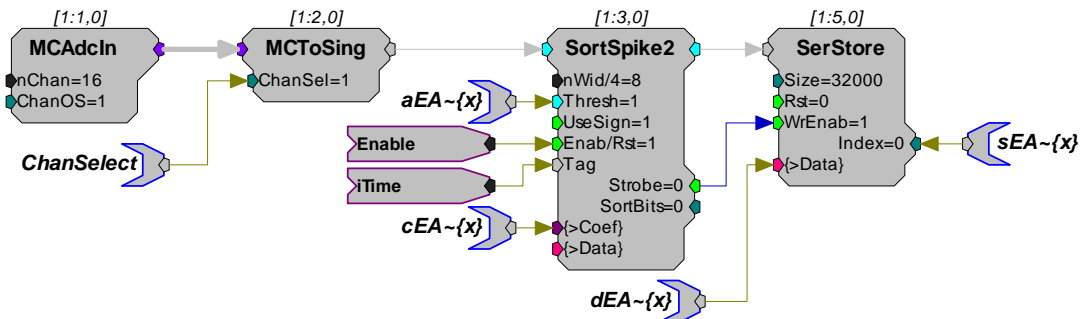 [1:1,0]
MCAdcIn
nChan=16
ChanOS=1
ChanSelect
[1:2,0]
MCToSing
ChanSel=1
aEA~{x}
Enable
iTime
cEA~{x}
[1:3,0]
SortSpike2
nWid/4=8
Thresh=1
UseSign=1
Enab/Rst=1
Tag
Strobe=0
SortBits=0
{>Coef}
{>Data}
dEA~{x}
[1:5,0]
SerStore
Size=32000
Rst=0
WrEnab=1
Index=0
{>Data}
sEA~{x}